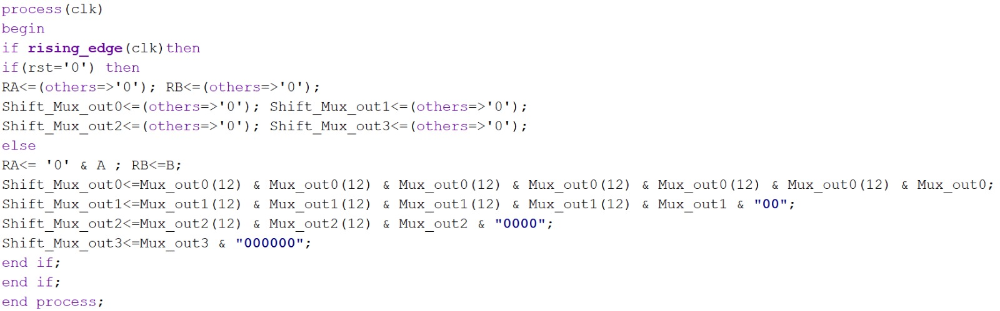 process(clk)
begin
if rising_edge(clk)then
if(rst='0') then
RA<=(others=>'0'); RB<=(others=>'0');
Shift_Mux_out0<=(others=>'0'); Shift_Mux_out1<=(others=>'0');
Shift_Mux_out2<=(others=>'0'); Shift_Mux_out3<=(others=>'0');
else
RA<= '0' & A ; RB<=B;
Shift_Mux_out0<=Mux_out0(12) & Mux_out0(12) & Mux_out0(12) & Mux_out0(12) & Mux_out0(12) & Mux_out0(12) & Mux_out0;
Shift_Mux_out1<=Mux_out1(12) & Mux_out1(12) & Mux_out1(12) & Mux_out1(12) & Mux_out1 & "00";
Shift_Mux_out2<=Mux_out2(12) & Mux_out2(12) & Mux_out2 & "0000";
Shift_Mux_out3<=Mux_out3 & "000000";
end if;
end if;
end process;